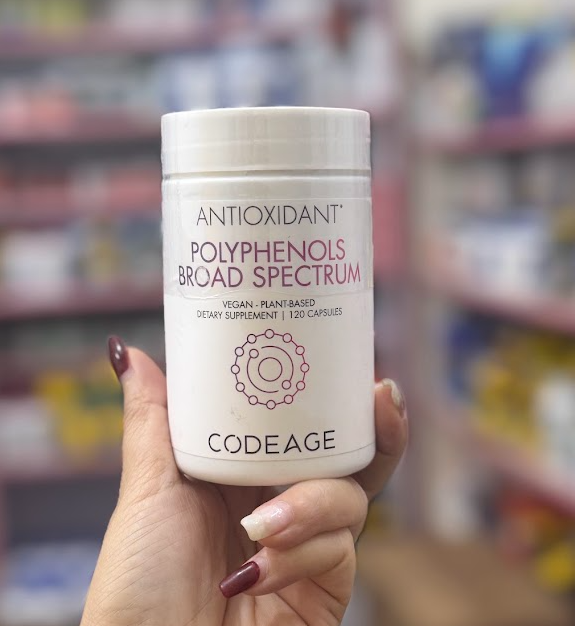 ANTIOXIDANT*
POLYPHENOLS
BROAD SPECTRUM
VEGAN - PLANT-BASED
DIETARY SUPPLEMENT | 120 CAPSULES
CODEAGE